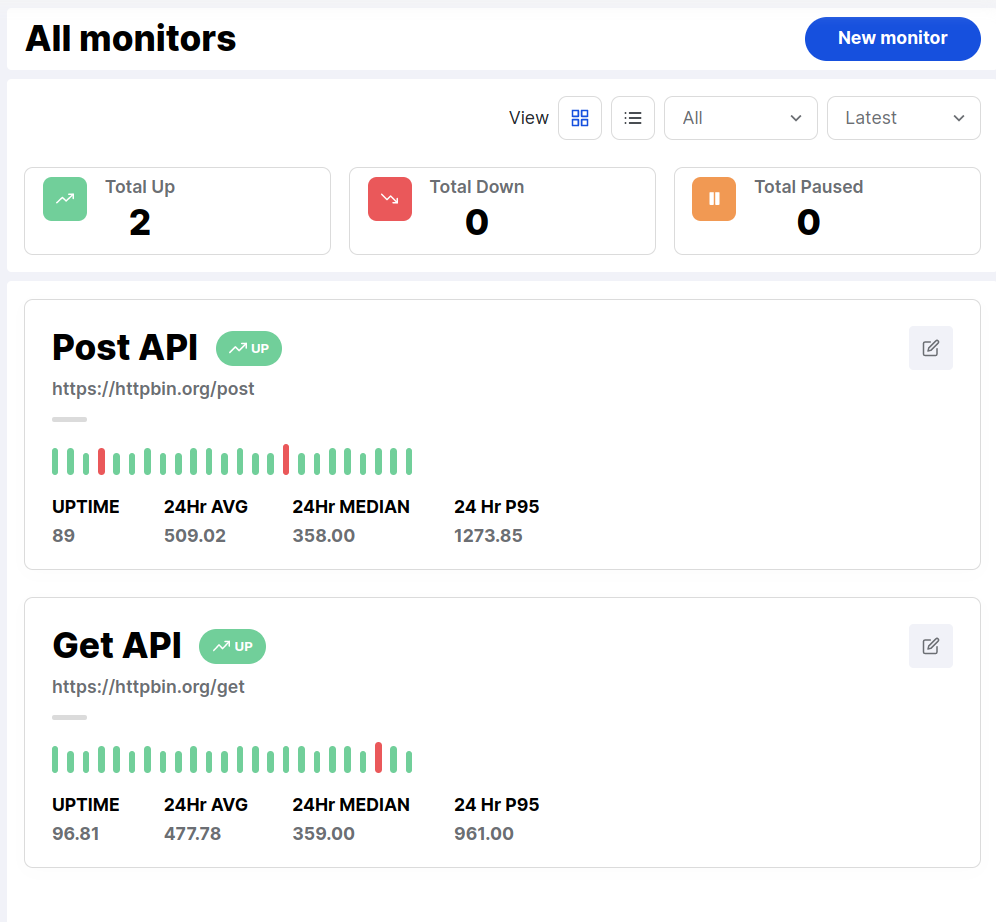 All monitors
New monitor
View
All
Latest
Total Up
2
Total Down
0
Total Paused
0
Post API
UP
https://httpbin.org/post
UPTIME 24Hr AVG 24Hr MEDIAN 24 Hr P95
89 509.02 358.00 1273.85
Get API
UP
https://httpbin.org/get
UPTIME 24Hr AVG 24Hr MEDIAN 24 Hr P95
96.81 477.78 359.00 961.00